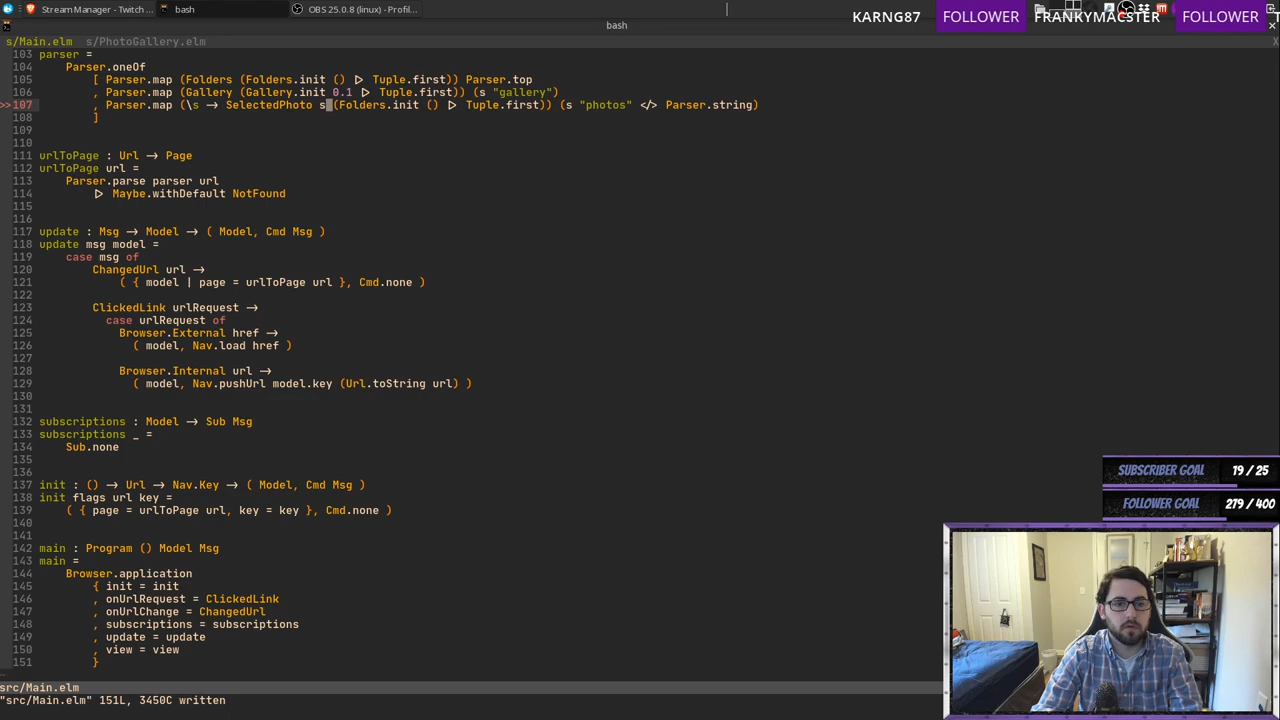 Stream Manager - Twitch ...
bash
OBS 25.0.8 (linux) - Profil...
bash
KARNG87 FOLLOWER FRANKYMACSTER FOLLOWER T
s/Main.elm s/PhotoGallery.elm X
103 parser =
104 Parser.oneOf
105 [ Parser.map (Folders (Folders.init () |> Tuple.first)) Parser.top
106 , Parser.map (Gallery (Gallery.init 0.1 |> Tuple.first)) (s "gallery")
>>107 , Parser.map (\s -> SelectedPhoto s (Folders.init () |> Tuple.first)) (s "photos" </> Parser.string)
108 ]
109
110
111 urlToPage : Url -> Page
112 urlToPage url =
113 Parser.parse parser url
114 |> Maybe.withDefault NotFound
115
116
117 update : Msg -> Model -> ( Model, Cmd Msg )
118 update msg model =
119 case msg of
120 ChangedUrl url ->
121 ( { model | page = urlToPage url }, Cmd.none )
122
123 ClickedLink urlRequest ->
124 case urlRequest of
125 Browser.External href ->
126 ( model, Nav.load href )
127
128 Browser.Internal url ->
129 ( model, Nav.pushUrl model.key (Url.toString url) )
130
131
132 subscriptions : Model -> Sub Msg
133 subscriptions _ =
134 Sub.none
135
136
137 init : () -> Url -> Nav.Key -> ( Model, Cmd Msg )
138 init flags url key =
139 ( { page = urlToPage url, key = key }, Cmd.none )
140
141
142 main : Program () Model Msg
143 main =
144 Browser.application
145 { init = init
146 , onUrlRequest = ClickedLink
147 , onUrlChange = ChangedUrl
148 , subscriptions = subscriptions
149 , update = update
150 , view = view
151 }
SUBSCRIBER GOAL 19 / 25
FOLLOWER GOAL 279 / 400
src/Main.elm
"src/Main.elm" 151L, 3450C written